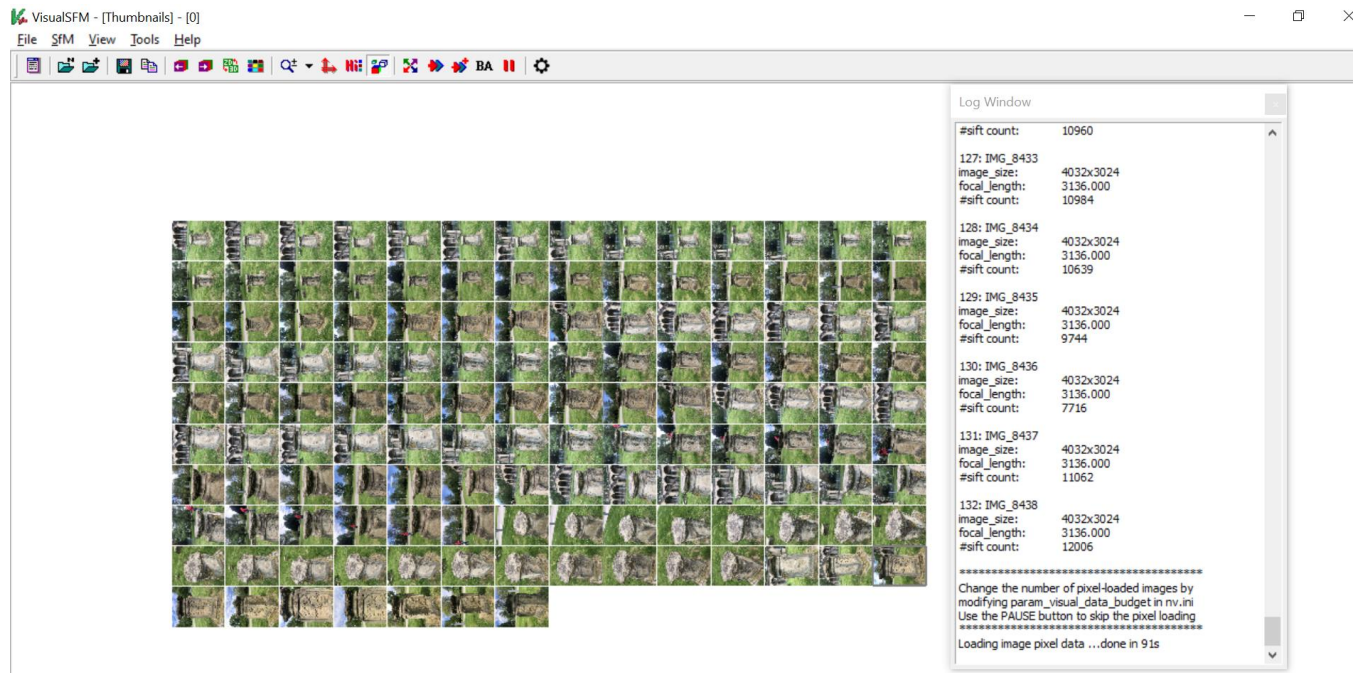 VisualSFM - [Thumbnails] - [0]
File SfM View Tools Help
BA
Log Window
#sift count: 10960
127: IMG_8433
image_size: 4032x3024
focal_length: 3136.000
#sift count: 10984
128: IMG_8434
image_size: 4032x3024
focal_length: 3136.000
#sift count: 10639
129: IMG_8435
image_size: 4032x3024
focal_length: 3136.000
#sift count: 9744
130: IMG_8436
image_size: 4032x3024
focal_length: 3136.000
#sift count: 7716
131: IMG_8437
image_size: 4032x3024
focal_length: 3136.000
#sift count: 11062
132: IMG_8438
image_size: 4032x3024
focal_length: 3136.000
#sift count: 12006
**************************************
Change the number of pixel-loaded images by
modifying param_visual_data_budget in nv.ini
Use the PAUSE button to skip the pixel loading
**************************************
Loading image pixel data ...done in 91s